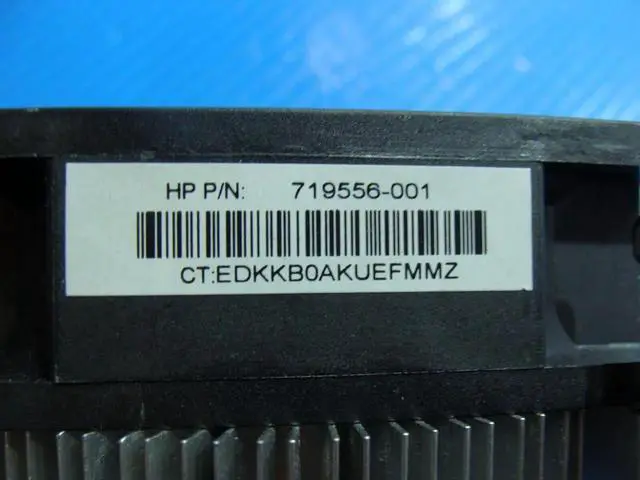 HP P/N: 719556-001
CT:EDKKB0AKUEFMMZ